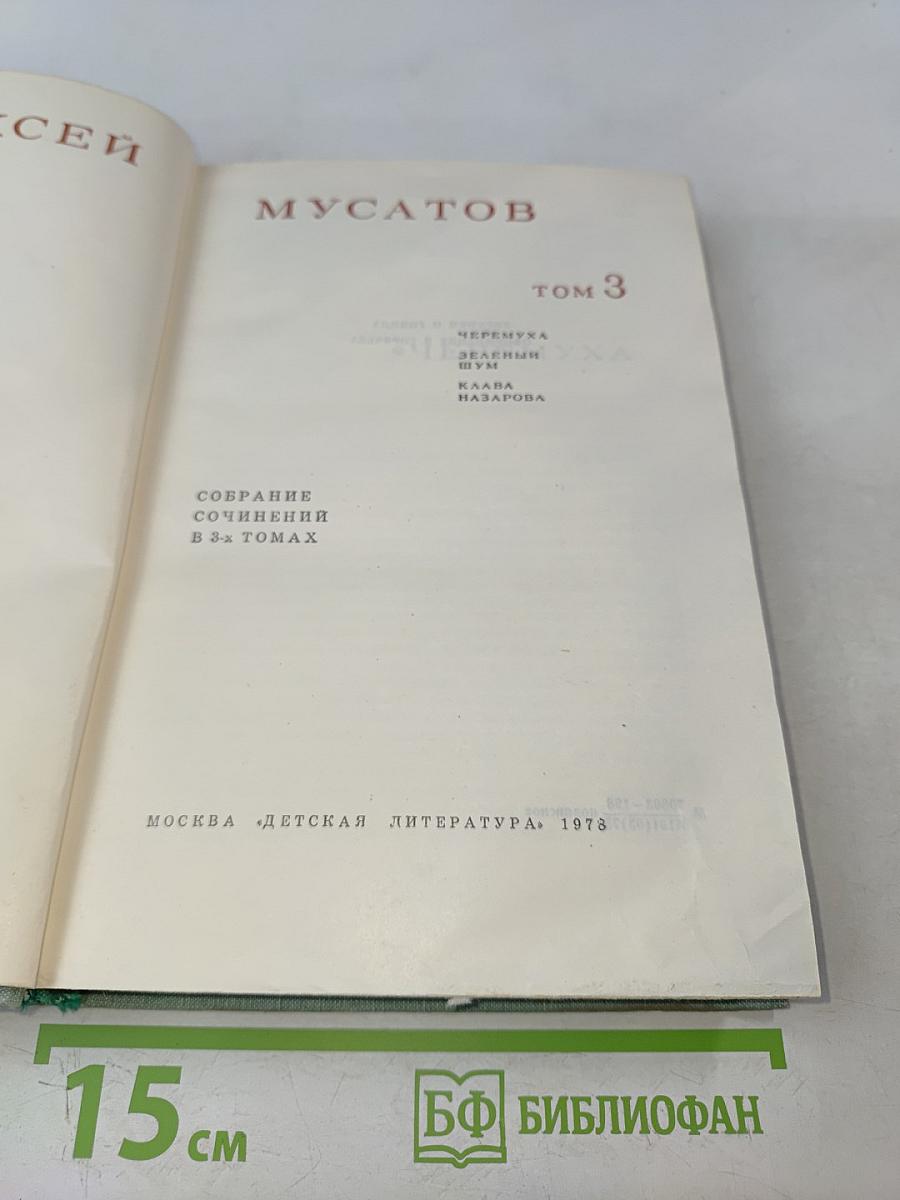 КСЕЙ
МУСАТОВ
ТОМ 3
ЧЕРЕМУХА
ЗЕЛЕНЫЙ
ШУМ
КЛАВА
НАЗАРОВА
СОБРАНИЕ
СОЧИНЕНИЙ
В 3-х ТОМАХ
МОСКВА «ДЕТСКАЯ ЛИТЕРАТУРА» 1978
15 см
БФ БИБЛИОФАН